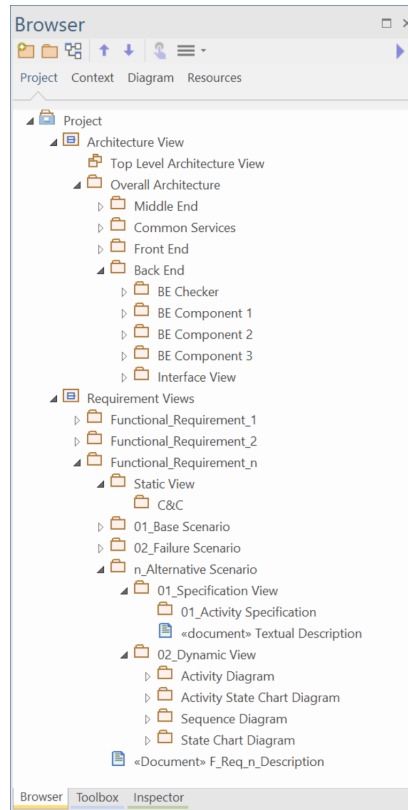 Browser
Project Context Diagram Resources
Project
Architecture View
Top Level Architecture View
Overall Architecture
Middle End
Common Services
Front End
Back End
BE Checker
BE Component 1
BE Component 2
BE Component 3
Interface View
Requirement Views
Functional_Requirement_1
Functional_Requirement_2
Functional_Requirement_n
Static View
C&C
01_Base Scenario
02_Failure Scenario
n_Alternative Scenario
01_Specification View
01_Activity Specification
«document» Textual Description
02_Dynamic View
Activity Diagram
Activity State Chart Diagram
Sequence Diagram
State Chart Diagram
«Document» F_Req_n_Description
Browser Toolbox Inspector